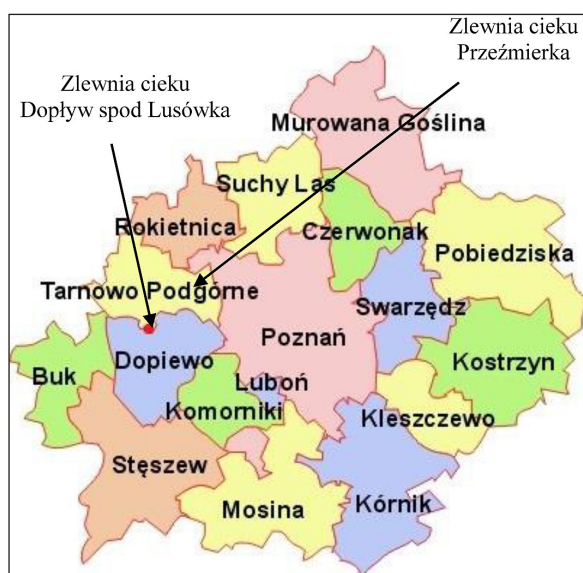 Zlewnia cieku
Przeźmierka
Zlewnia cieku
Dopływ spod Lusówka
Murowana Goślina
Suchy Las
Rokietnica
Czerwonak
Pobiedziska
Tarnowo Podgórne
Swarzędz
Poznań
Buk
Dopiewo
Luboń
Kostrzyn
Komorniki
Kleszczewo
Stęszew
Mosina
Kórnik